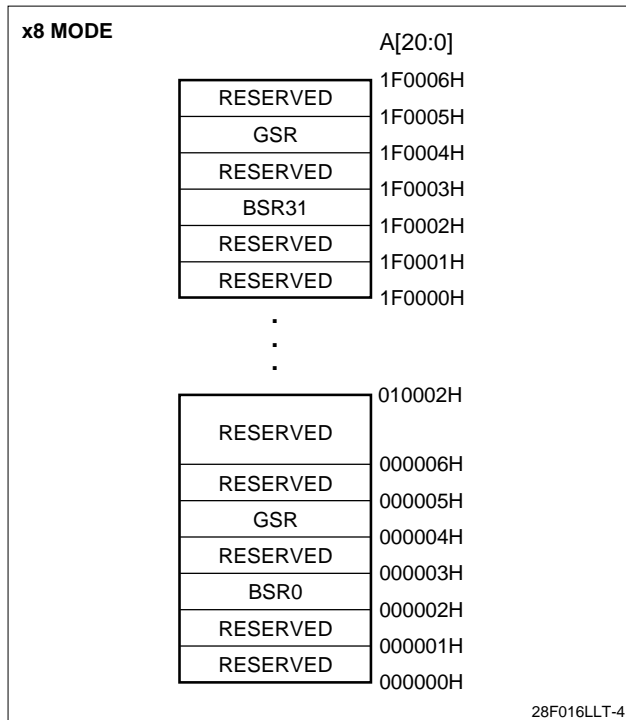 x8 MODE
A[20:0]
1F0006H
RESERVED
1F0005H
GSR
1F0004H
RESERVED
1F0003H
BSR31
1F0002H
RESERVED
1F0001H
RESERVED
1F0000H
.
.
.
010002H
RESERVED
000006H
RESERVED
000005H
GSR
000004H
RESERVED
000003H
BSR0
000002H
RESERVED
000001H
RESERVED
000000H
28F016LLT-4